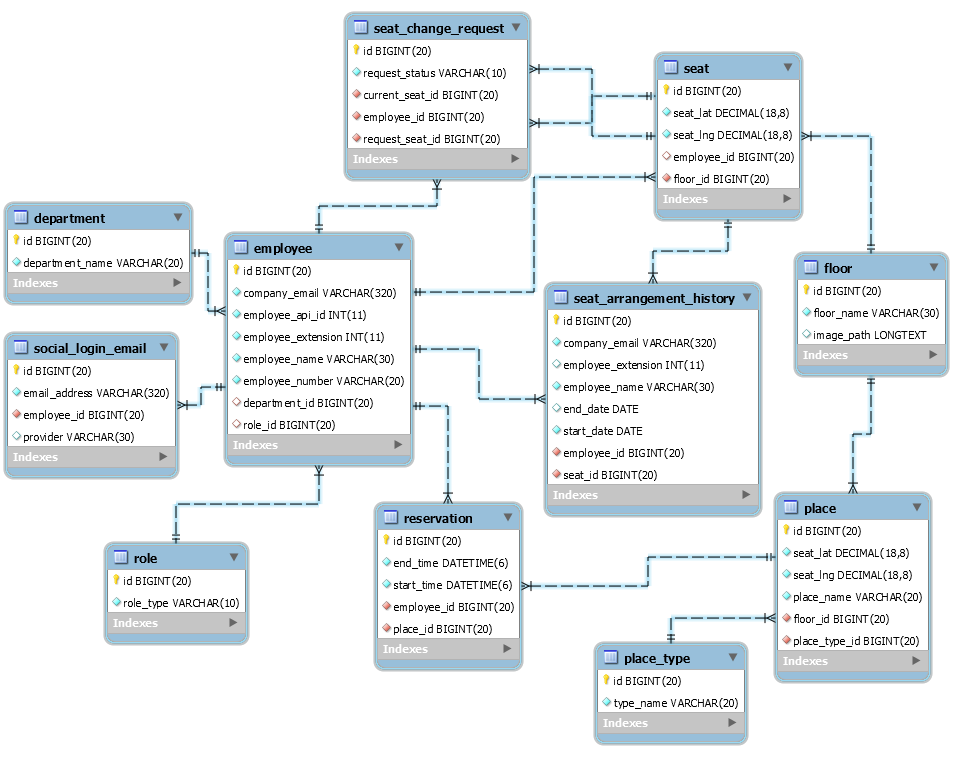 seat_change_request
id BIGINT(20)
request_status VARCHAR(10)
current_seat_id BIGINT(20)
employee_id BIGINT(20)
request_seat_id BIGINT(20)
Indexes
seat
id BIGINT(20)
seat_lat DECIMAL(18,8)
seat_lng DECIMAL(18,8)
employee_id BIGINT(20)
floor_id BIGINT(20)
Indexes
department
id BIGINT(20)
department_name VARCHAR(20)
Indexes
employee
id BIGINT(20)
company_email VARCHAR(320)
employee_api_id INT(11)
employee_extension INT(11)
employee_name VARCHAR(30)
employee_number VARCHAR(20)
department_id BIGINT(20)
role_id BIGINT(20)
Indexes
floor
id BIGINT(20)
floor_name VARCHAR(30)
image_path LONGTEXT
Indexes
seat_arrangement_history
id BIGINT(20)
company_email VARCHAR(320)
employee_extension INT(11)
employee_name VARCHAR(30)
end_date DATE
start_date DATE
employee_id BIGINT(20)
seat_id BIGINT(20)
Indexes
social_login_email
id BIGINT(20)
email_address VARCHAR(320)
employee_id BIGINT(20)
provider VARCHAR(30)
Indexes
reservation
id BIGINT(20)
end_time DATETIME(6)
start_time DATETIME(6)
employee_id BIGINT(20)
place_id BIGINT(20)
Indexes
place
id BIGINT(20)
seat_lat DECIMAL(18,8)
seat_lng DECIMAL(18,8)
place_name VARCHAR(20)
floor_id BIGINT(20)
place_type_id BIGINT(20)
Indexes
role
id BIGINT(20)
role_type VARCHAR(10)
Indexes
place_type
id BIGINT(20)
type_name VARCHAR(20)
Indexes